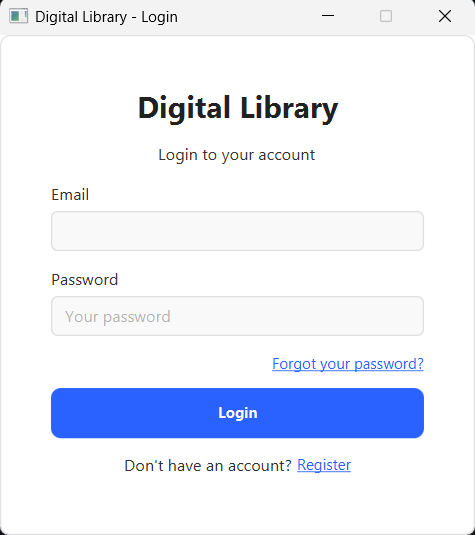 Digital Library - Login
Digital Library
Login to your account
Email
Password
Your password
Forgot your password?
Login
Don't have an account? Register